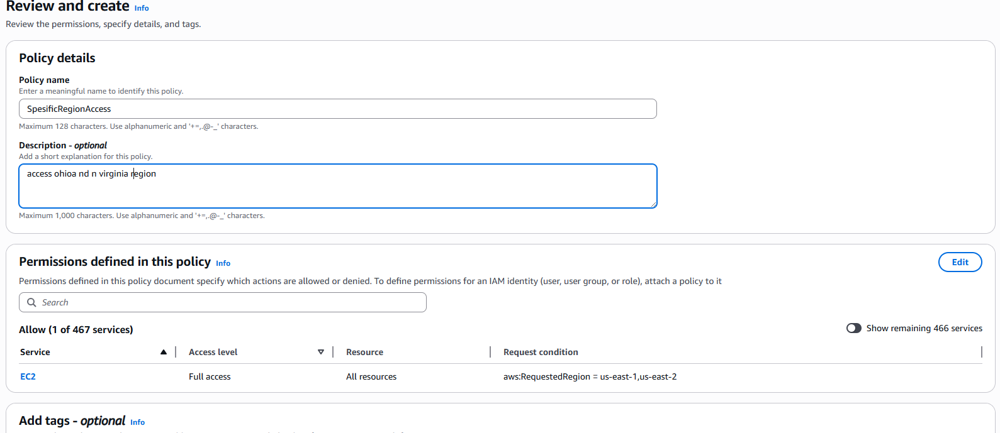 Review and create Info
Review the permissions, specify details, and tags.
Policy details
Policy name
Enter a meaningful name to identify this policy.
SpesificRegionAccess
Maximum 128 characters. Use alphanumeric and '+=,.@-_' characters.
Description - optional
Add a short explanation for this policy.
access ohioa nd n virginia region
Maximum 1,000 characters. Use alphanumeric and '+=,.@-_' characters.
Permissions defined in this policy Info
Edit
Permissions defined in this policy document specify which actions are allowed or denied. To define permissions for an IAM identity (user, user group, or role), attach a policy to it
Search
Allow (1 of 467 services)
Show remaining 466 services
Service Access level Resource Request condition
EC2 Full access All resources aws:RequestedRegion = us-east-1,us-east-2
Add tags - optional Info